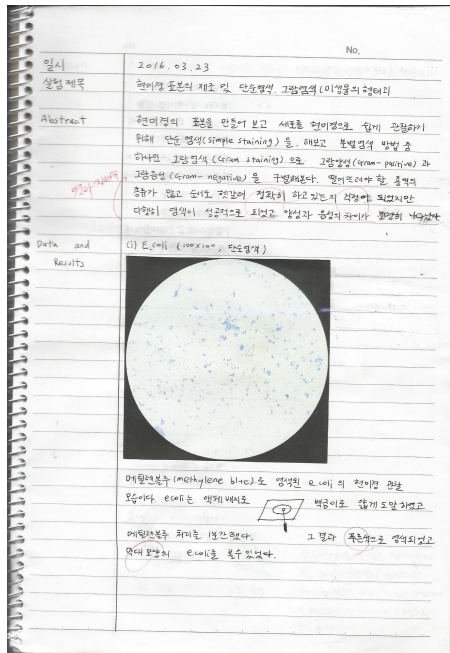 No.
일시 2016.03.23
실험제목 현미경 표본의 제조 및 단순염색, 그람염색 (미생물의 형태)
Abstract 현미경의 표본을 만들어 보고 세포를 현미경으로 쉽게 관찰하기
위해 단순 염색(Simple staining)을 해보고 분별염색 방법 중
하나인 그람염색(Gram staining)으로 그람양성(Gram-positive)과
그람음성(Gram-negative)을 구별해본다. 떨어뜨려야 할 용액의
종류가 많고 순서도 헷갈려 정확히 하고 있는지 걱정이 되었지만
다행히 염색이 성공적으로 되었고 양성과 음성의 차이가 분명히 나타났다
Data and (i) E.coli (100×100, 단순염색)
Results
메틸렌블루(methylene blue)로 염색된 e.coli의 현미경 관찰
모습이다. ecoli는 액체배지로 백금이로 얇게 도말하였고
메틸렌블루 처리를 1분간 했다. 그 결과 푸른색으로 염색되었고
막대모양의 e.coli를 볼 수 있었다.